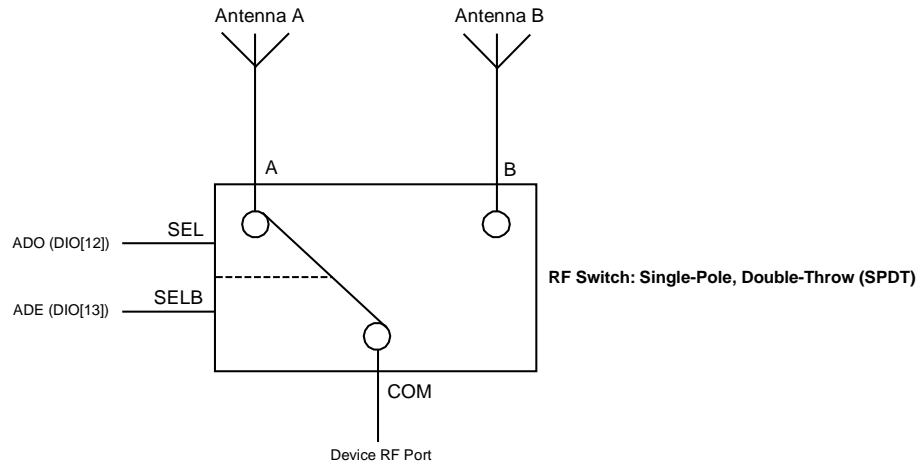 Antenna A
Antenna B
A
B
SEL
ADO (DIO[12])
RF Switch: Single-Pole, Double-Throw (SPDT)
SELB
ADE (DIO[13])
COM
Device RF Port